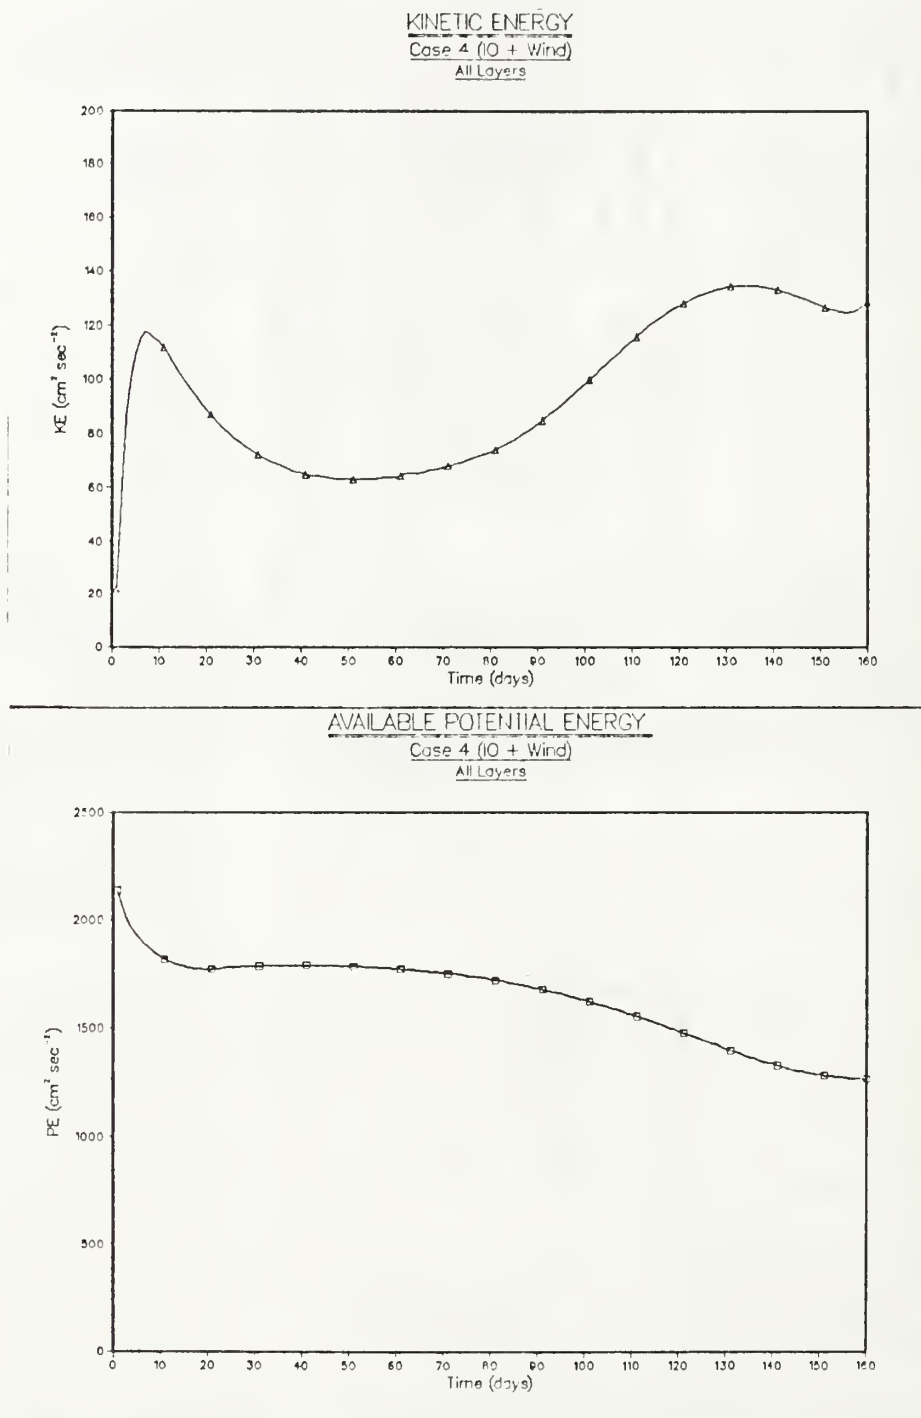 KINETIC ENERGY
Case 4 (IO + Wind)
All Layers
200
180
160
140
120
100
80
60
40
20
0
KE (cm² sec⁻²)
0 10 20 30 40 50 60 70 80 90 100 110 120 130 140 150 160
Time (days)
AVAILABLE POTENTIAL ENERGY
Case 4 (IO + Wind)
All Layers
2500
2000
1500
1000
500
0
PE (cm² sec⁻²)
0 10 20 30 40 50 60 70 80 90 100 110 120 130 140 150 160
Time (days)